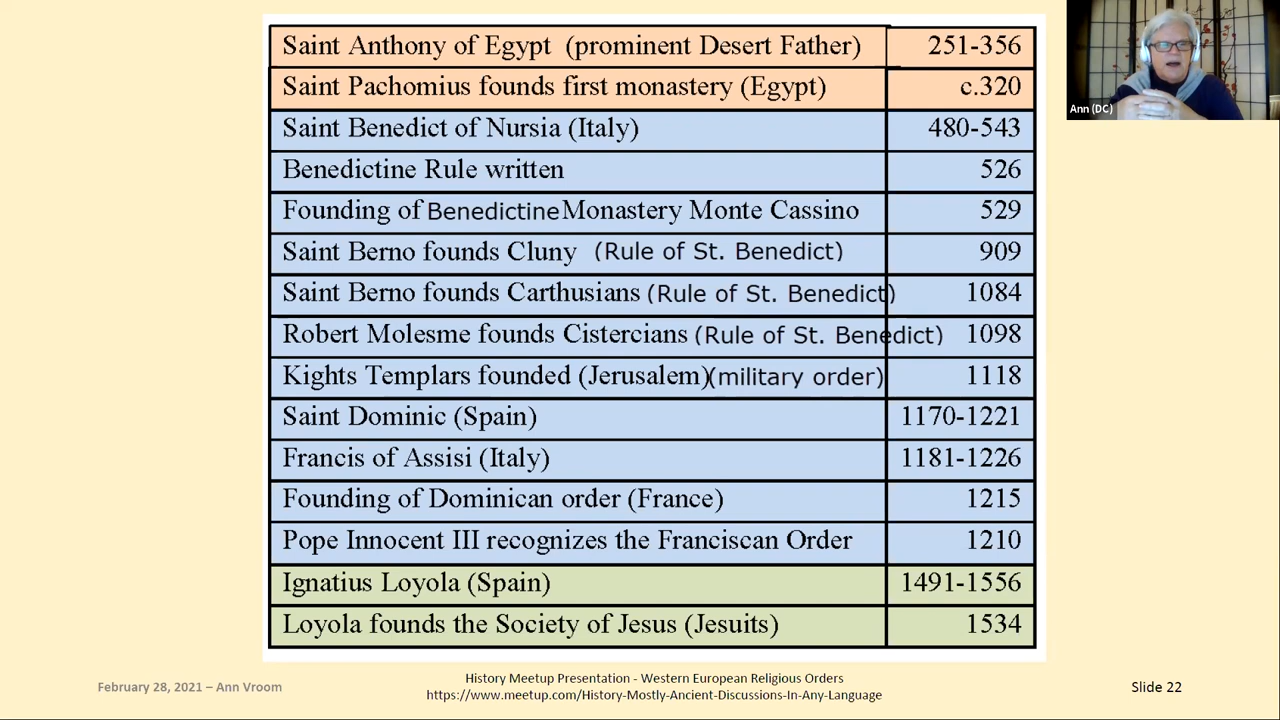 Saint Anthony of Egypt (prominent Desert Father) 251-356
Saint Pachomius founds first monastery (Egypt) c.320
Saint Benedict of Nursia (Italy) 480-543
Benedictine Rule written 526
Founding of Benedictine Monastery Monte Cassino 529
Saint Berno founds Cluny (Rule of St. Benedict) 909
Saint Berno founds Carthusians (Rule of St. Benedict) 1084
Robert Molesme founds Cistercians (Rule of St. Benedict) 1098
Kights Templars founded (Jerusalem)(military order) 1118
Saint Dominic (Spain) 1170-1221
Francis of Assisi (Italy) 1181-1226
Founding of Dominican order (France) 1215
Pope Innocent III recognizes the Franciscan Order 1210
Ignatius Loyola (Spain) 1491-1556
Loyola founds the Society of Jesus (Jesuits) 1534
Ann (DC)
February 28, 2021 – Ann Vroom
History Meetup Presentation - Western European Religious Orders
https://www.meetup.com/History-Mostly-Ancient-Discussions-In-Any-Language
Slide 22